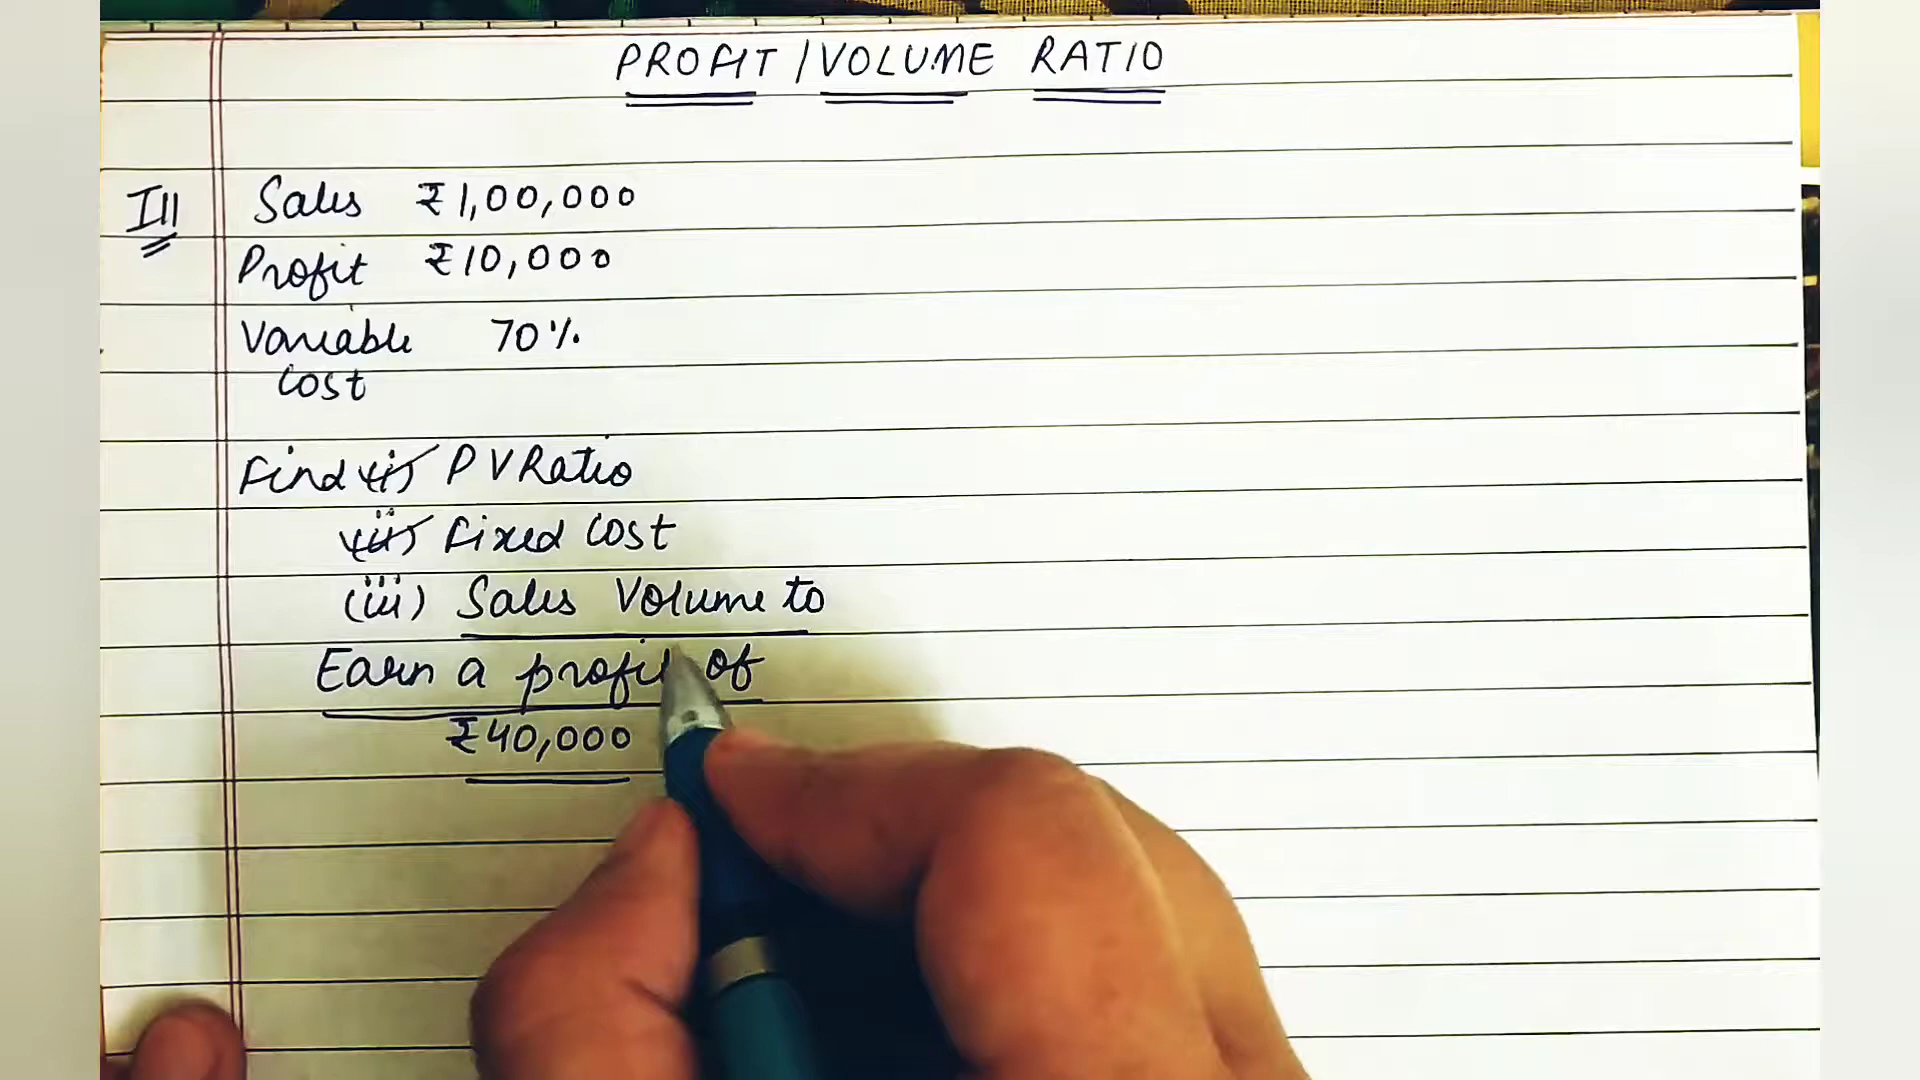 PROFIT/VOLUME RATIO
Ill Sales ₹1,00,000
Profit ₹10,000
Variable 70%
Cost
Find (i) PV Ratio
(ii) Fixed Cost
(iii) Sales Volume to
Earn a profit of
₹40,000